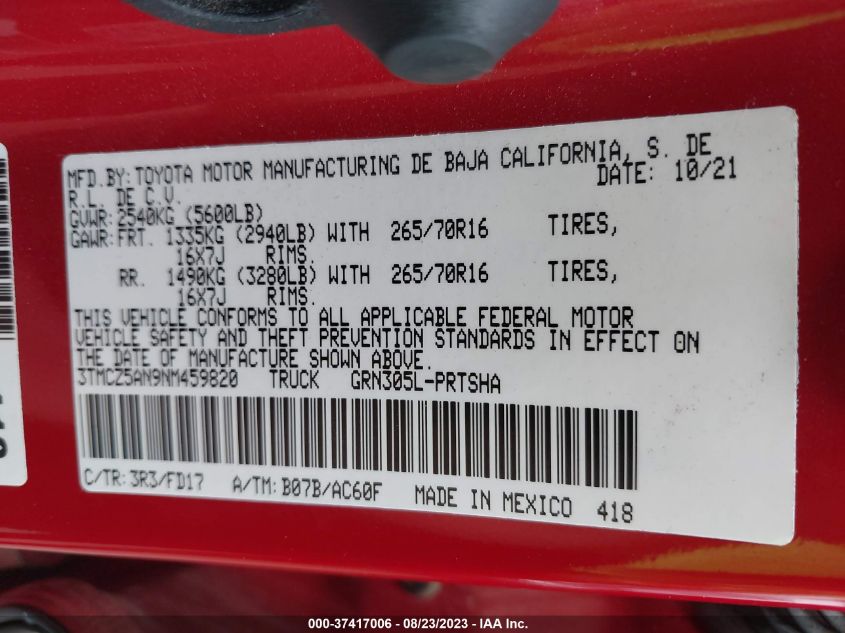 MFD.BY: TOYOTA MOTOR MANUFACTURING DE BAJA CALIFORNIA, S. DE
R.L. DE C.V. DATE: 10/21
GVWR: 2540KG (5600LB)
GAWR: FRT. 1335KG (2940LB) WITH 265/70R16 TIRES,
16X7J RIMS.
RR. 1490KG (3280LB) WITH 265/70R16 TIRES,
16X7J RIMS.
THIS VEHICLE CONFORMS TO ALL APPLICABLE FEDERAL MOTOR
VEHICLE SAFETY AND THEFT PREVENTION STANDARDS IN EFFECT ON
THE DATE OF MANUFACTURE SHOWN ABOVE.
3TMCZ5AN9NM459820 TRUCK GRN305L-PRTSHA
C/TR: 3R3/FD17 A/TM: B07B/AC60F MADE IN MEXICO 418
000-37417006 - 08/23/2023 - IAA Inc.